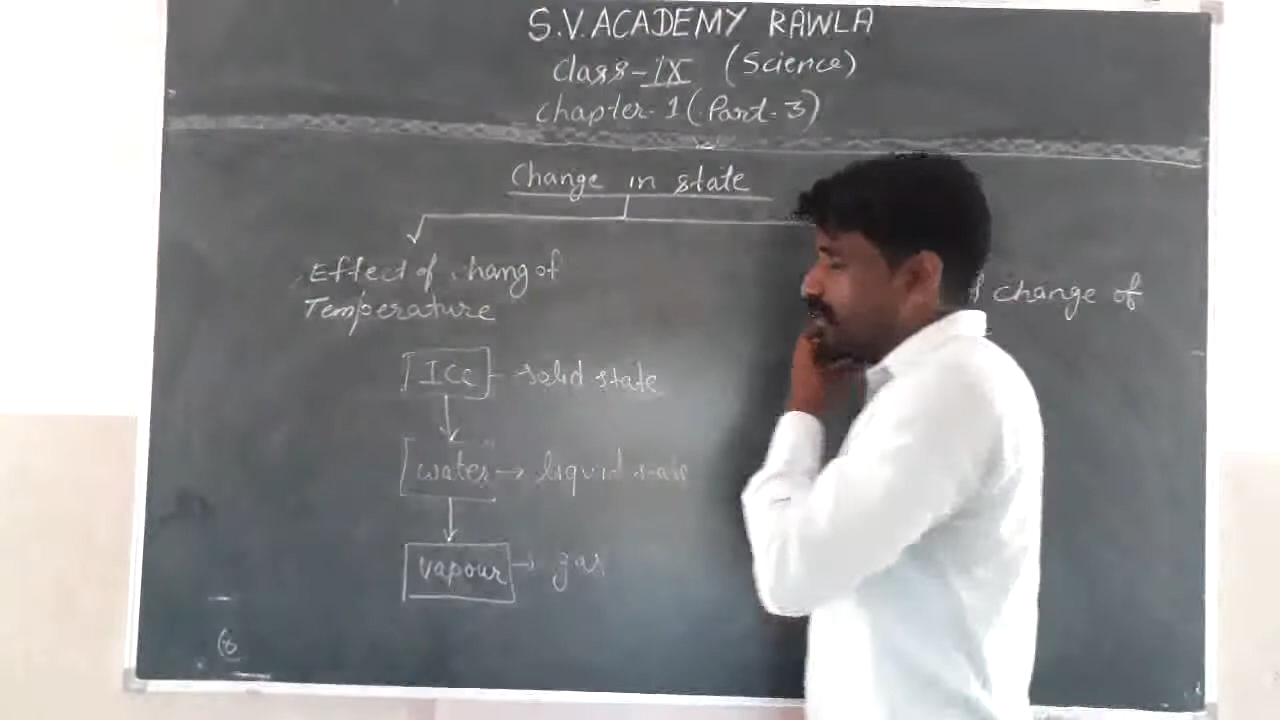 S.V. ACADEMY RAWLA
Class-IX (Science)
Chapter-1 (Part-3)
Change in state
Effect of chang of
Temperature
change of
ICe - solid state
water → liquid state
vapour → gas